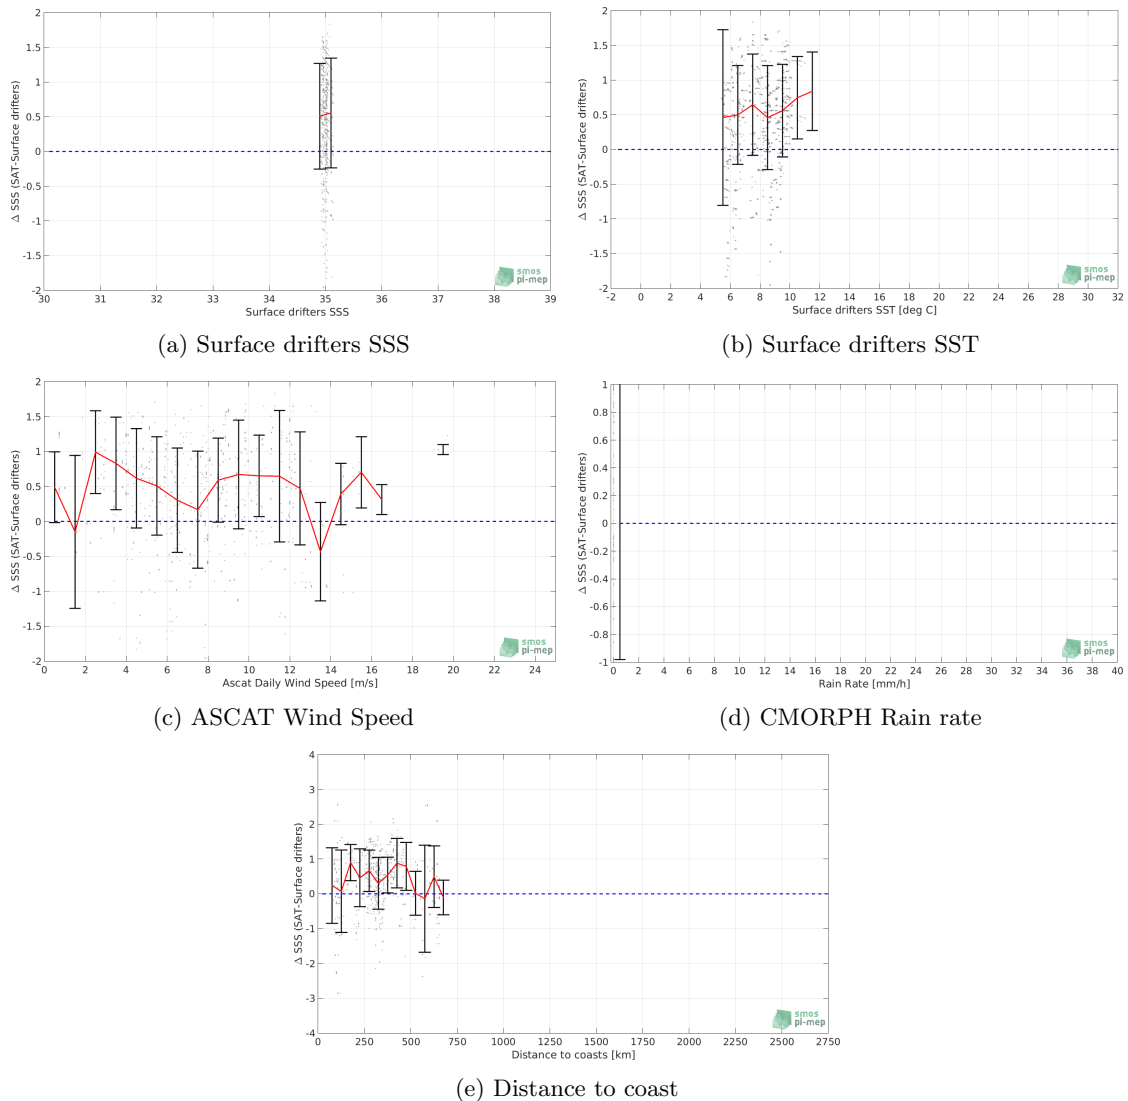 2
1.5
1
0.5
0
-0.5
-1
-1.5
-2
Δ SSS (SAT-Surface drifters)
30 31 32 33 34 35 36 37 38 39
Surface drifters SSS
smos
pi-mep
(a) Surface drifters SSS
2
1.5
1
0.5
0
-0.5
-1
-1.5
-2
Δ SSS (SAT-Surface drifters)
-2 0 2 4 6 8 10 12 14 16 18 20 22 24 26 28 30 32
Surface drifters SST [deg C]
smos
pi-mep
(b) Surface drifters SST
2
1.5
1
0.5
0
-0.5
-1
-1.5
-2
Δ SSS (SAT-Surface drifters)
0 2 4 6 8 10 12 14 16 18 20 22 24
Ascat Daily Wind Speed [m/s]
smos
pi-mep
(c) ASCAT Wind Speed
1
0.8
0.6
0.4
0.2
0
-0.2
-0.4
-0.6
-0.8
-1
Δ SSS (SAT-Surface drifters)
0 2 4 6 8 10 12 14 16 18 20 22 24 26 28 30 32 34 36 38 40
Rain Rate [mm/h]
smos
pi-mep
(d) CMORPH Rain rate
4
3
2
1
0
-1
-2
-3
-4
Δ SSS (SAT-Surface drifters)
0 250 500 750 1000 1250 1500 1750 2000 2250 2500 2750
Distance to coasts [km]
smos
pi-mep
(e) Distance to coast